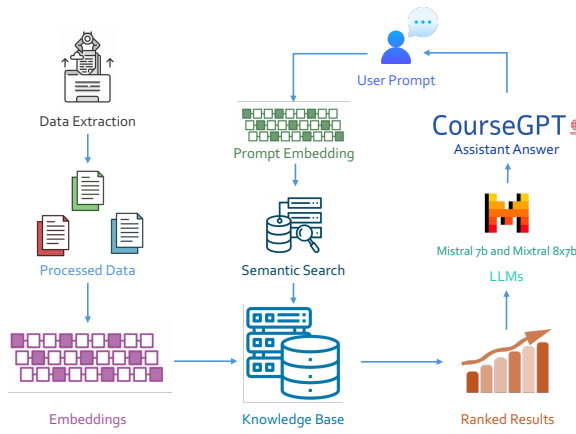 User Prompt
Data Extraction
Prompt Embedding
CourseGPT
Assistant Answer
Processed Data
Semantic Search
Mistral 7b and Mixtral 8x7b
LLMs
Embeddings
Knowledge Base
Ranked Results